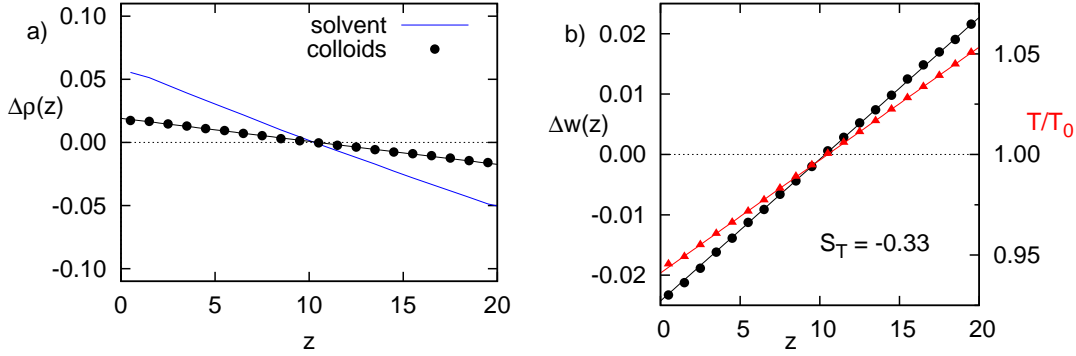 a)
solvent
colloids
Δρ(z)
0.10
0.05
0.00
-0.05
-0.10
0
5
10
15
20
z
b)
Δw(z)
0.02
0.01
0.00
-0.01
-0.02
S_T = -0.33
T/T_0
1.05
1.00
0.95
0
5
10
15
20
z